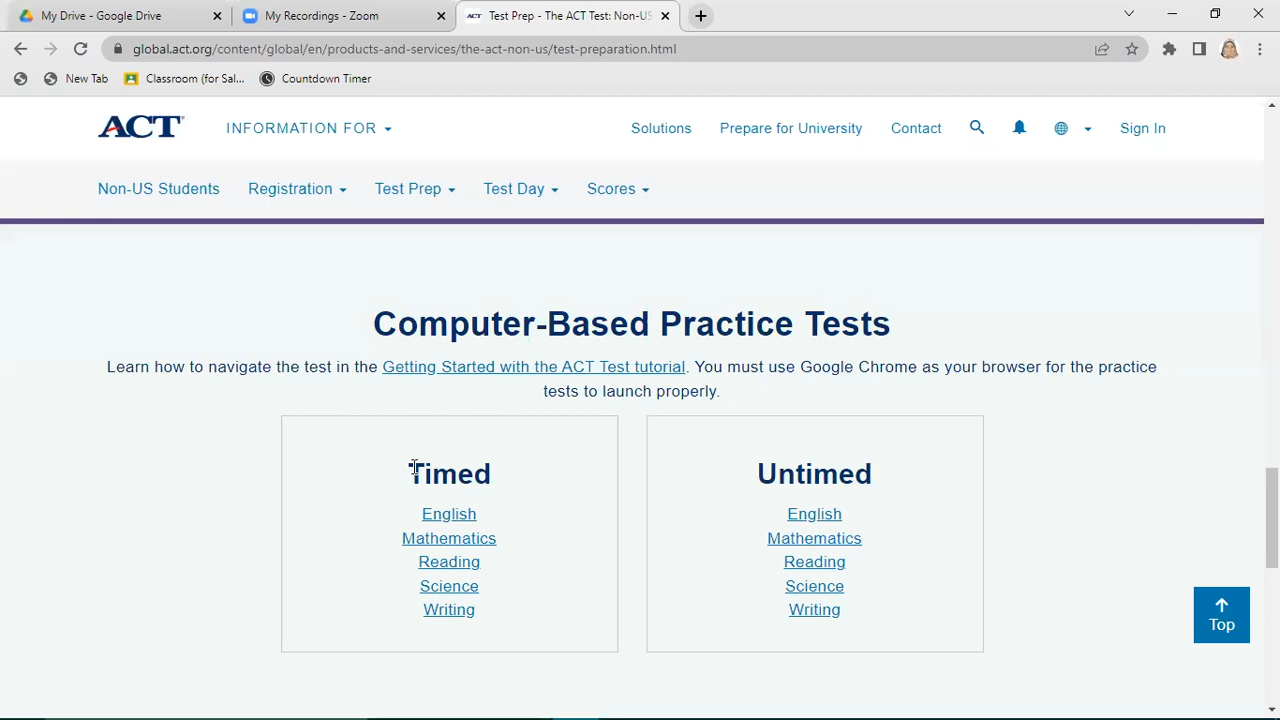 My Drive - Google Drive
My Recordings - Zoom
Test Prep - The ACT Test: Non-US
global.act.org/content/global/en/products-and-services/the-act-non-us/test-preparation.html
New Tab
Classroom (for Sal...
Countdown Timer
ACT
INFORMATION FOR
Solutions
Prepare for University
Contact
Sign In
Non-US Students
Registration
Test Prep
Test Day
Scores
Computer-Based Practice Tests
Learn how to navigate the test in the Getting Started with the ACT Test tutorial. You must use Google Chrome as your browser for the practice
tests to launch properly.
Timed
English
Mathematics
Reading
Science
Writing
Untimed
English
Mathematics
Reading
Science
Writing
Top